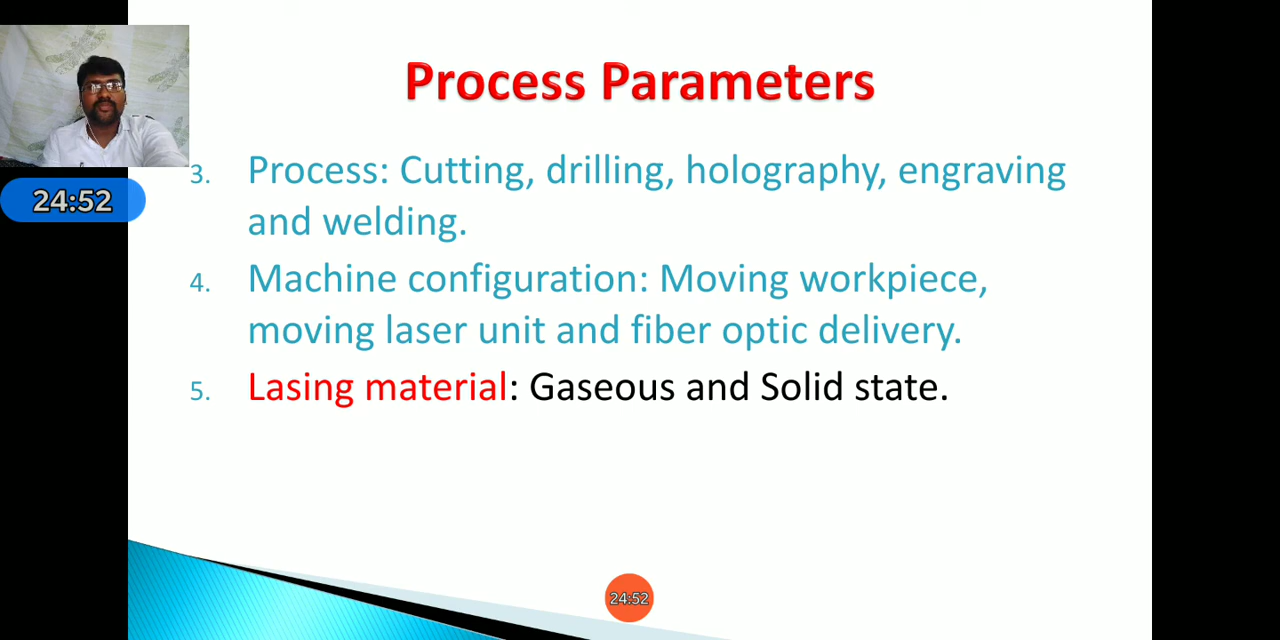 Process Parameters
3. Process: Cutting, drilling, holography, engraving
and welding.
24:52
4. Machine configuration: Moving workpiece,
moving laser unit and fiber optic delivery.
5. Lasing material: Gaseous and Solid state.
24:52